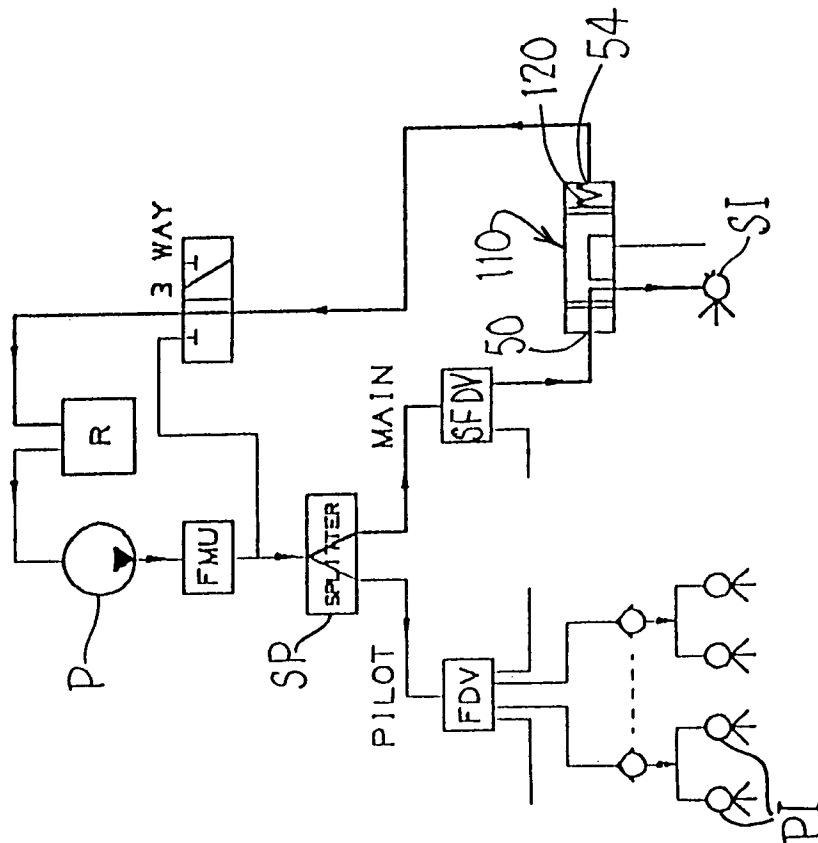 3 WAY
R
P
FMU
SPLITTER
SP
MAIN
PILOT
SFDV
FDV
50
110
120
54
SI
PI